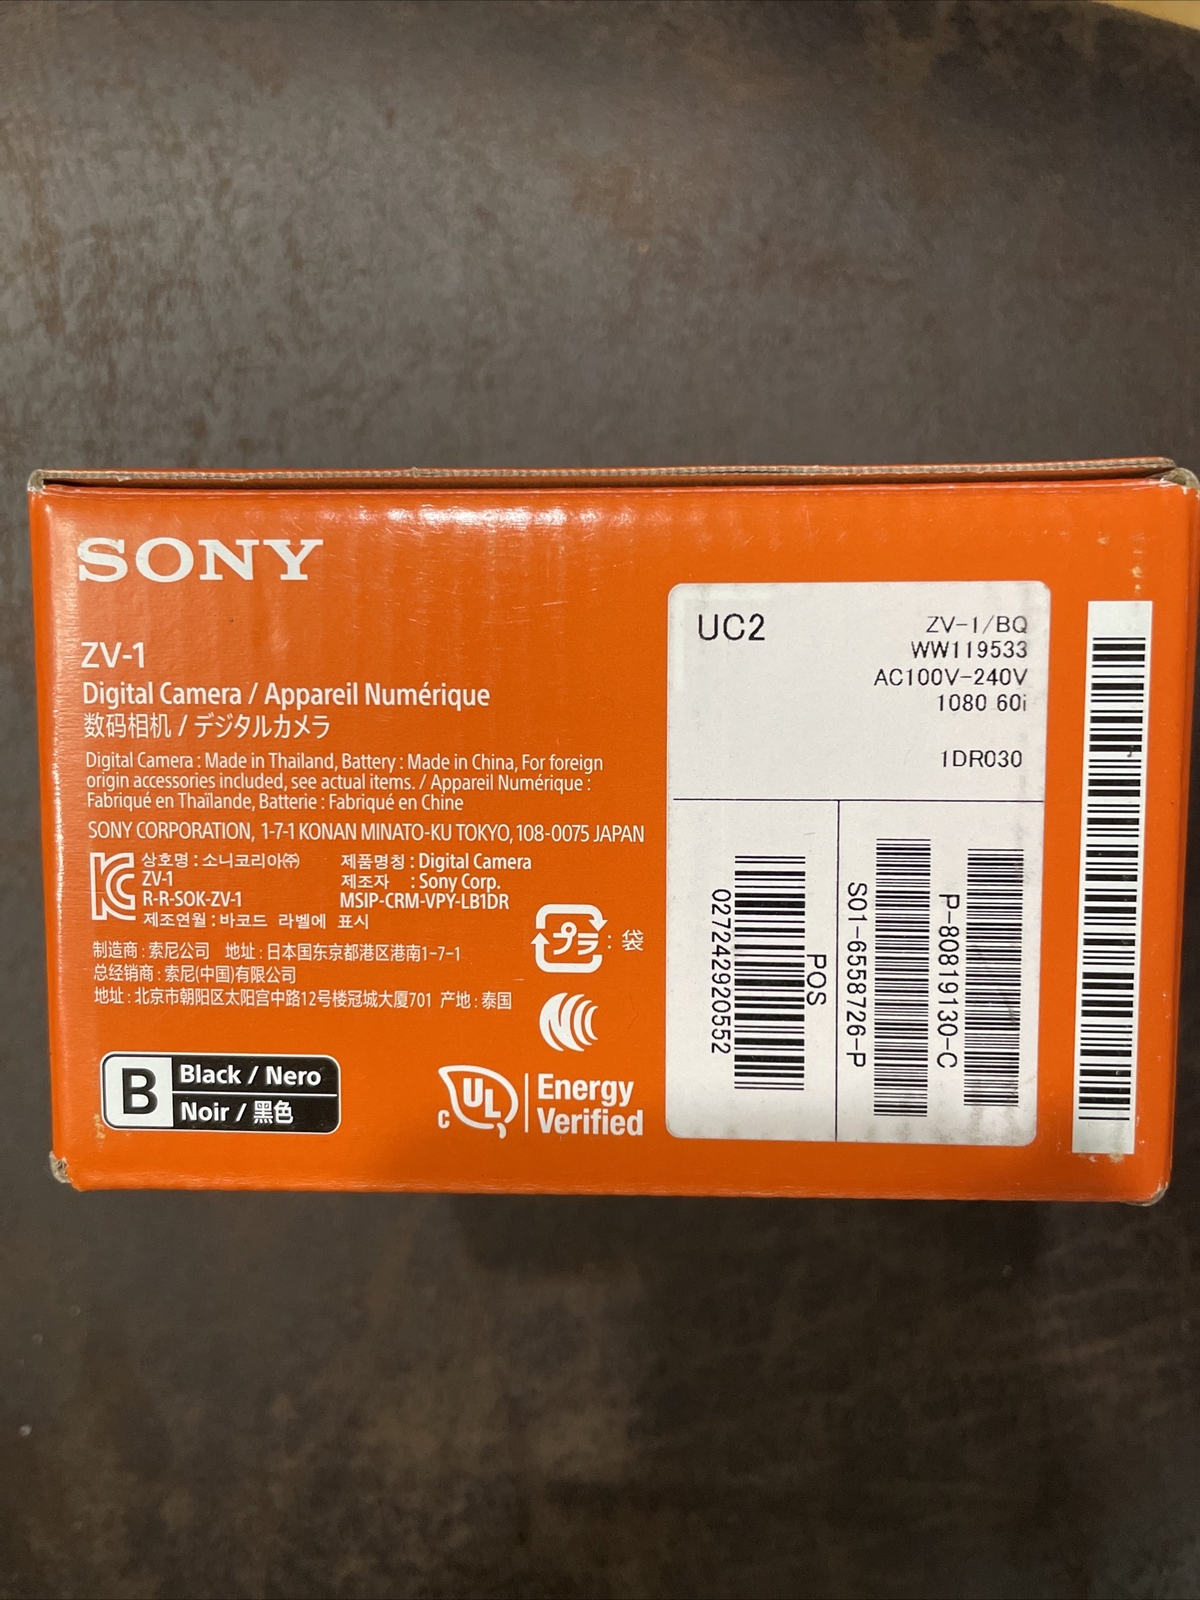 SONY
ZV-1
Digital Camera / Appareil Numérique
数码相机 / デジタルカメラ
Digital Camera : Made in Thailand, Battery : Made in China, For foreign
origin accessories included, see actual items. / Appareil Numérique :
Fabriqué en Thaïlande, Batterie : Fabriqué en Chine
SONY CORPORATION, 1-7-1 KONAN MINATO-KU TOKYO, 108-0075 JAPAN
상호명 : 소니코리아㈜ 제품명칭 : Digital Camera
ZV-1 제조자 : Sony Corp.
R-R-SOK-ZV-1 MSIP-CRM-VPY-LB1DR
제조연월 : 바코드 라벨에 표시
制造商 : 索尼公司 地址 : 日本国东京都港区港南1-7-1
总经销商 : 索尼(中国)有限公司
地址 : 北京市朝阳区太阳宫中路12号楼冠城大厦701 产地 : 泰国
プラ : 袋
B Black / Nero
Noir / 黑色
C UL Energy
Verified
UC2
ZV-1/BQ
WW119533
AC100V-240V
1080 60i
1DR030
POS
027242920552
S01-6558726-P
P-80819130-C